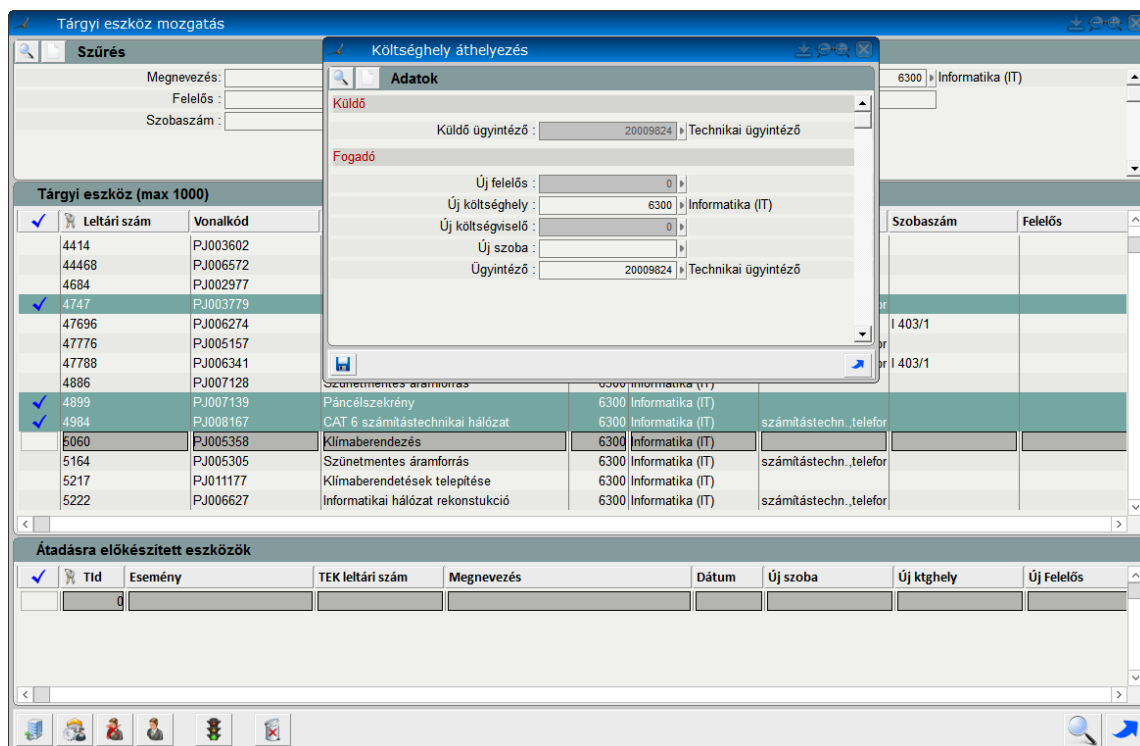 Tárgyi eszköz mozgatás
Szűrés
Megnevezés:
6300 Informatika (IT)
Felelős :
Szobaszám :
Költséghely áthelyezés
Adatok
Küldő
Küldő ügyintéző : 20009824 Technikai ügyintéző
Fogadó
Új felelős : 0
Új költséghely : 6300 Informatika (IT)
Új költségviselő : 0
Új szoba :
Ügyintéző : 20009824 Technikai ügyintéző
Tárgyi eszköz (max 1000)
Leltári szám Vonalkód Szobaszám Felelős
4414 PJ003602
44468 PJ006572
4684 PJ002977
4747 PJ003779
47696 PJ006274 I 403/1
47776 PJ005157
47788 PJ006341 I 403/1
4886 PJ007128 Szünetmentes áramforrás 6300 Informatika (IT)
4899 PJ007139 Páncélszekrény 6300 Informatika (IT)
4984 PJ008167 CAT 6 számítástechnikai hálózat 6300 Informatika (IT) számítástechn.,telefor
5060 PJ005358 Klímaberendezés 6300 Informatika (IT)
5164 PJ005305 Szünetmentes áramforrás 6300 Informatika (IT) számítástechn.,telefor
5217 PJ011177 Klímaberendetések telepítése 6300 Informatika (IT)
5222 PJ006627 Informatikai hálózat rekonstukció 6300 Informatika (IT) számítástechn.,telefor
Átadásra előkészített eszközök
TId Esemény TEK leltári szám Megnevezés Dátum Új szoba Új ktghely Új Felelős
0